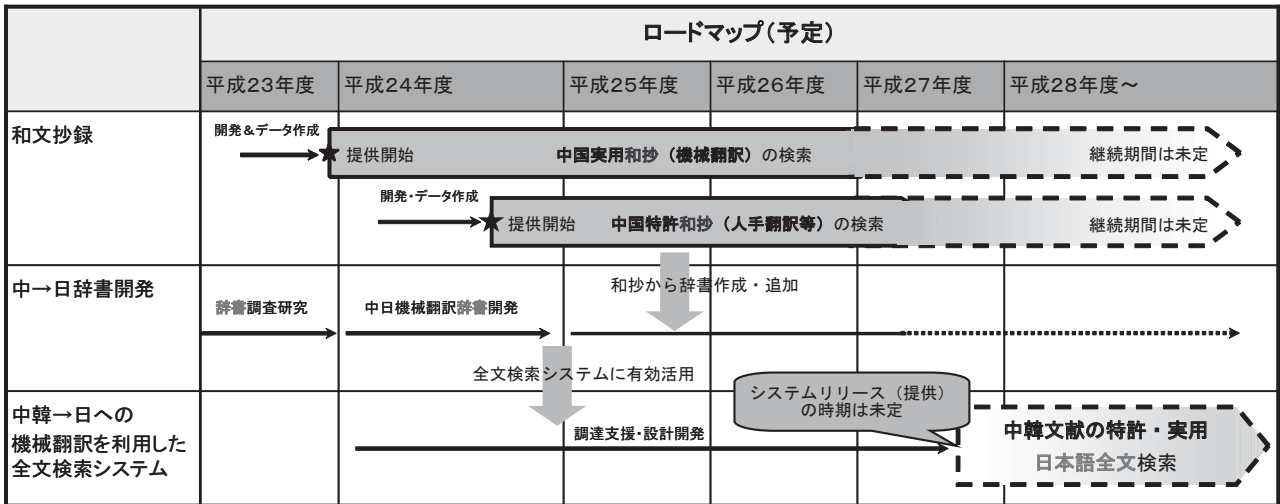 ロードマップ(予定)
平成23年度 平成24年度 平成25年度 平成26年度 平成27年度 平成28年度~
和文抄録
開発&データ作成
★提供開始 中国実用和抄(機械翻訳)の検索 継続期間は未定
開発・データ作成
★提供開始 中国特許和抄(人手翻訳等)の検索 継続期間は未定
中→日辞書開発
和抄から辞書作成・追加
辞書調査研究 中日機械翻訳辞書開発
全文検索システムに有効活用
中韓→日への
機械翻訳を利用した
全文検索システム
システムリリース(提供)
の時期は未定
調達支援・設計開発
中韓文献の特許・実用
日本語全文検索